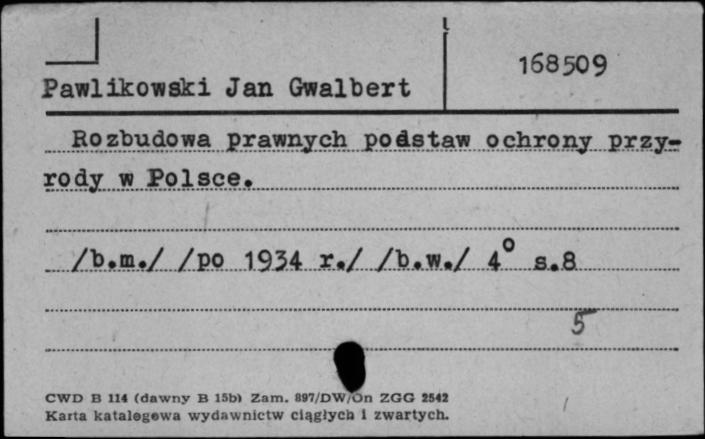 168509
Pawlikowski Jan Gwalbert
Rozbudowa prawnych podstaw ochrony przy-
rody w Polsce.
/b.m./ /po 1934 r./ /b.w./ 4° s.8
5
CWD B 114 (dawny B 15b) Zam. 897/DW/On ZGG 2542
Karta katalogowa wydawnictw ciągłych i zwartych.